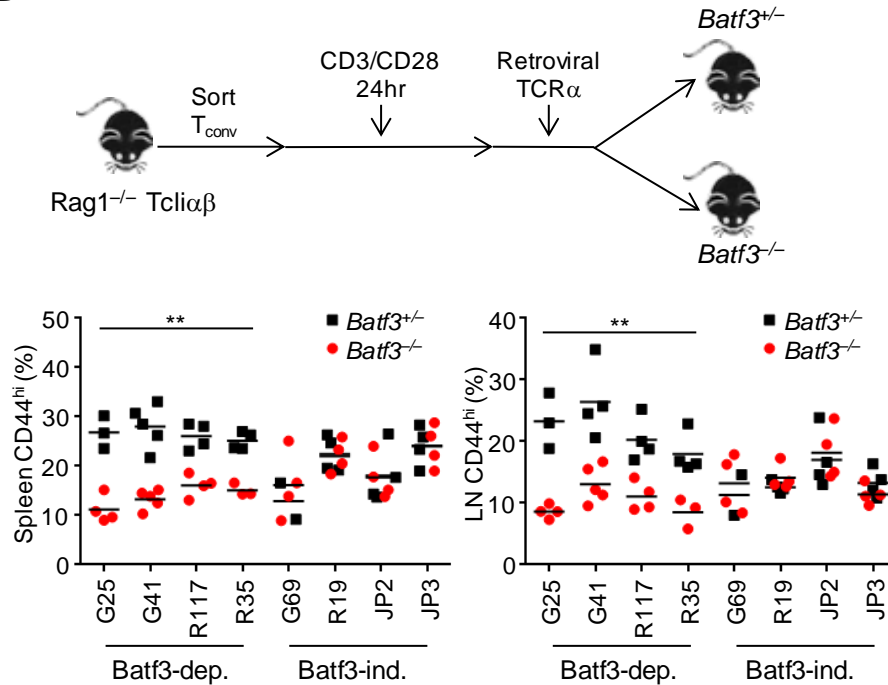 Batf3+/–
CD3/CD28
24hr
Retroviral
TCRα
Sort
Tconv
Rag1–/– Tcliαβ
Batf3–/–
Spleen CD44hi (%)
50
40
30
20
10
0
**
Batf3+/–
Batf3–/–
G25
G41
R117
R35
G69
R19
JP2
JP3
Batf3-dep.
Batf3-ind.
LN CD44hi (%)
40
30
20
10
0
**
Batf3+/–
Batf3–/–
G25
G41
R117
R35
G69
R19
JP2
JP3
Batf3-dep.
Batf3-ind.